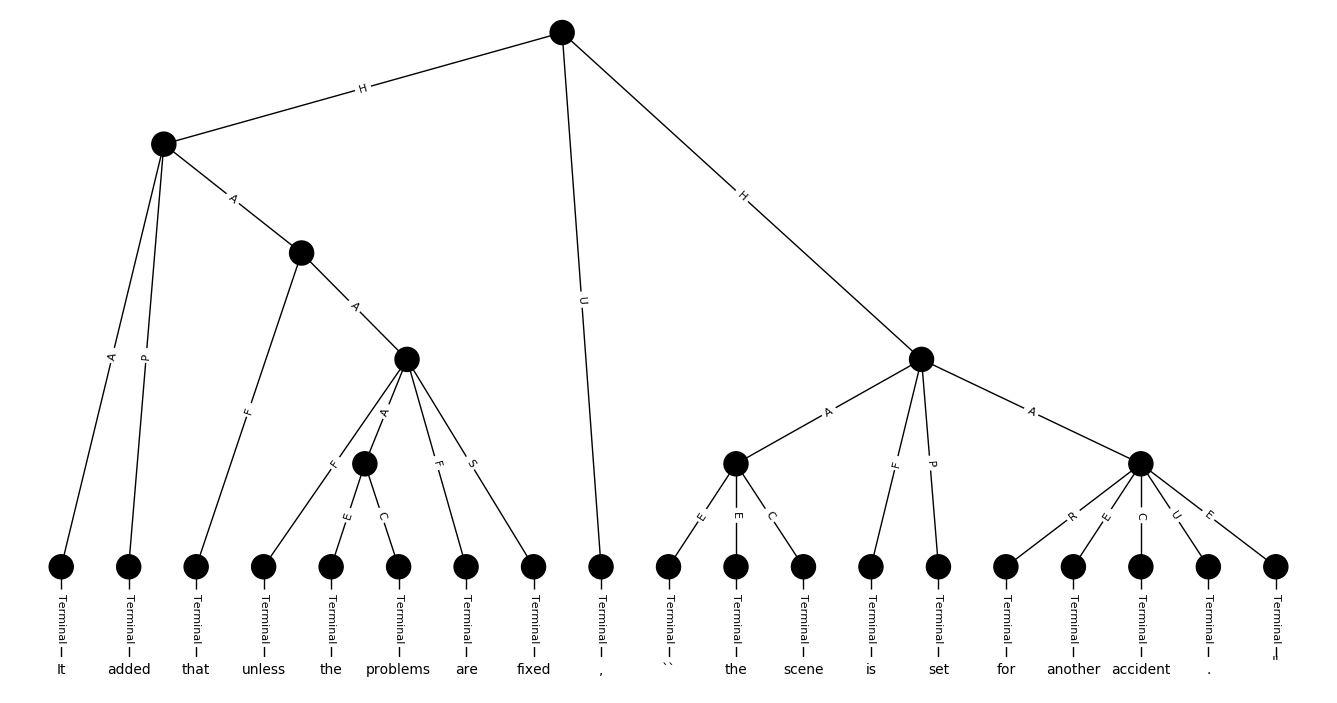 H
A
A
H
U
A
A P
F
A
A A
F F S F P
E C E E C R E C U E
Terminal Terminal Terminal Terminal Terminal Terminal Terminal Terminal Terminal Terminal Terminal Terminal Terminal Terminal Terminal Terminal Terminal Terminal Terminal
It added that unless the problems are fixed , `` the scene is set for another accident . "